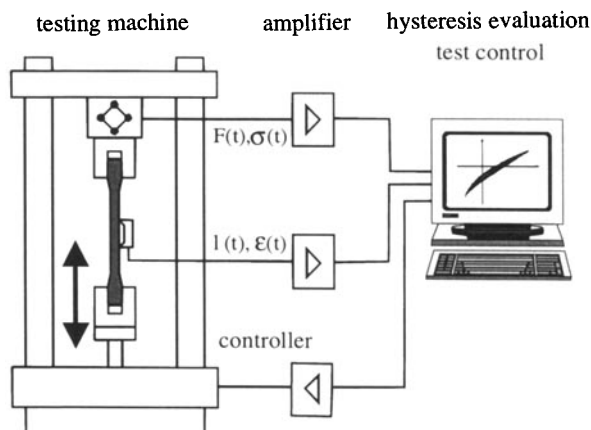 testing machine
amplifier
hysteresis evaluation
test control
F(t),σ(t)
l (t), ε(t)
controller